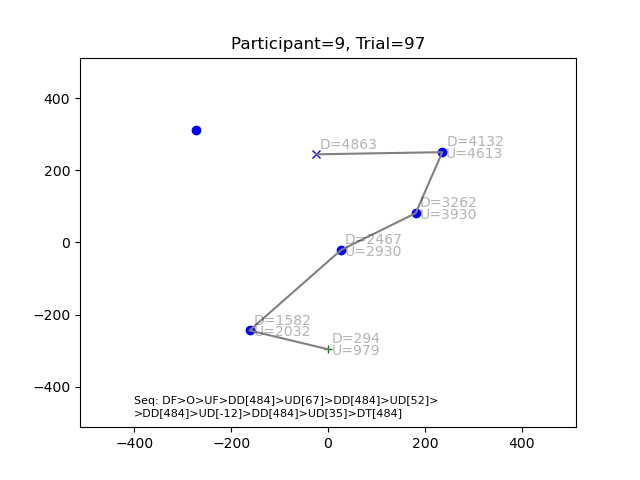 Participant=9, Trial=97
400
200
0
−200
−400
D=4863
D=4132
U=4613
D=3262
U=3930
D=2467
U=2930
D=1582
U=2032
D=294
U=979
Seq: DF>O>UF>DD[484]>UD[67]>DD[484]>UD[52]>
>DD[484]>UD[-12]>DD[484]>UD[35]>DT[484]
−400 −200 0 200 400